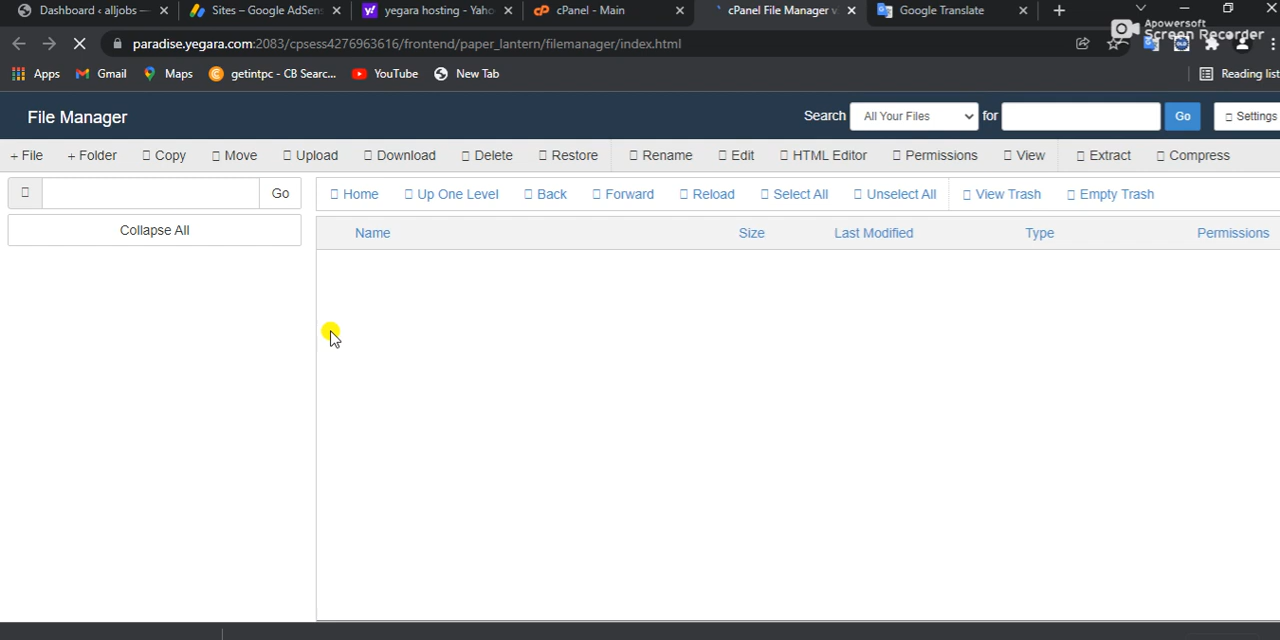 Dashboard ‹ alljobs —
Sites – Google AdSens
yegara hosting - Yaho
cPanel - Main
cPanel File Manager v
Google Translate
Apowersoft
Screen Recorder
paradise.yegara.com:2083/cpsess4276963616/frontend/paper_lantern/filemanager/index.html
Apps
Gmail
Maps
getintpc - CB Searc...
YouTube
New Tab
Reading list
File Manager
Search All Your Files for Go Settings
+ File + Folder Copy Move Upload Download Delete Restore Rename Edit HTML Editor Permissions View Extract Compress
Go Home Up One Level Back Forward Reload Select All Unselect All View Trash Empty Trash
Collapse All
Name Size Last Modified Type Permissions